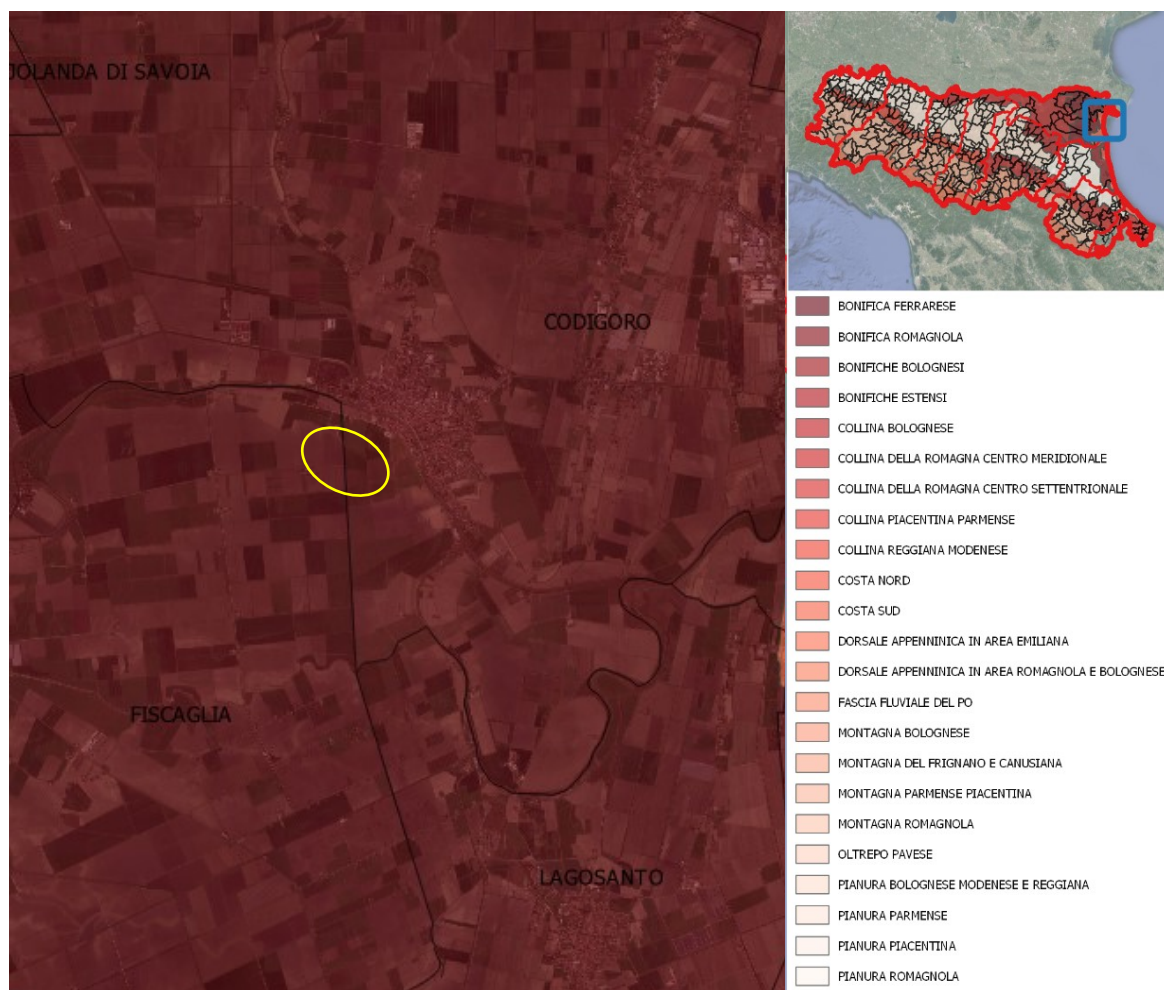 JOLANDA DI SAVOIA
CODIGORO
FISCAGLIA
LAGOSANTO
BONIFICA FERRARESE
BONIFICA ROMAGNOLA
BONIFICHE BOLOGNESI
BONIFICHE ESTENSI
COLLINA BOLOGNESE
COLLINA DELLA ROMAGNA CENTRO MERIDIONALE
COLLINA DELLA ROMAGNA CENTRO SETTENTRIONALE
COLLINA PIACENTINA PARMENSE
COLLINA REGGIANA MODENESE
COSTA NORD
COSTA SUD
DORSALE APPENNINICA IN AREA EMILIANA
DORSALE APPENNINICA IN AREA ROMAGNOLA E BOLOGNESE
FASCIA FLUVIALE DEL PO
MONTAGNA BOLOGNESE
MONTAGNA DEL FRIGNANO E CANUSIANA
MONTAGNA PARMENSE PIACENTINA
MONTAGNA ROMAGNOLA
OLTREPO PAVESE
PIANURA BOLOGNESE MODENESE E REGGIANA
PIANURA PARMENSE
PIANURA PIACENTINA
PIANURA ROMAGNOLA